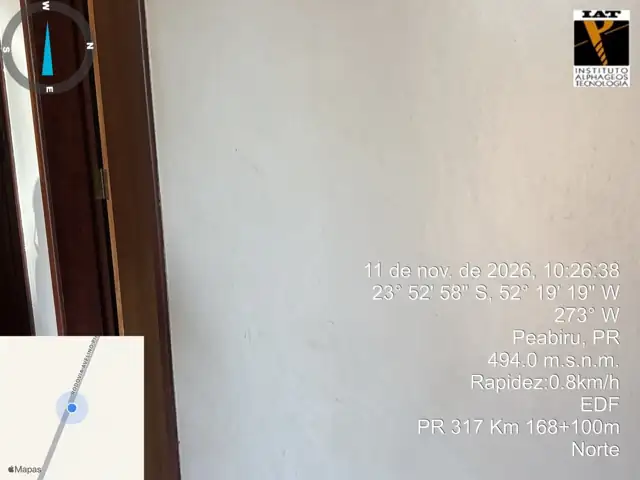 W
N
S
E
IAT
INSTITUTO
ALPHAGEOS
TECNOLOGIA
11 de nov. de 2026, 10:26:38
23° 52' 58" S, 52° 19' 19" W
273° W
Peabiru, PR
494.0 m.s.n.m.
Rapidez:0.8km/h
EDF
PR 317 Km 168+100m
Norte
Mapas